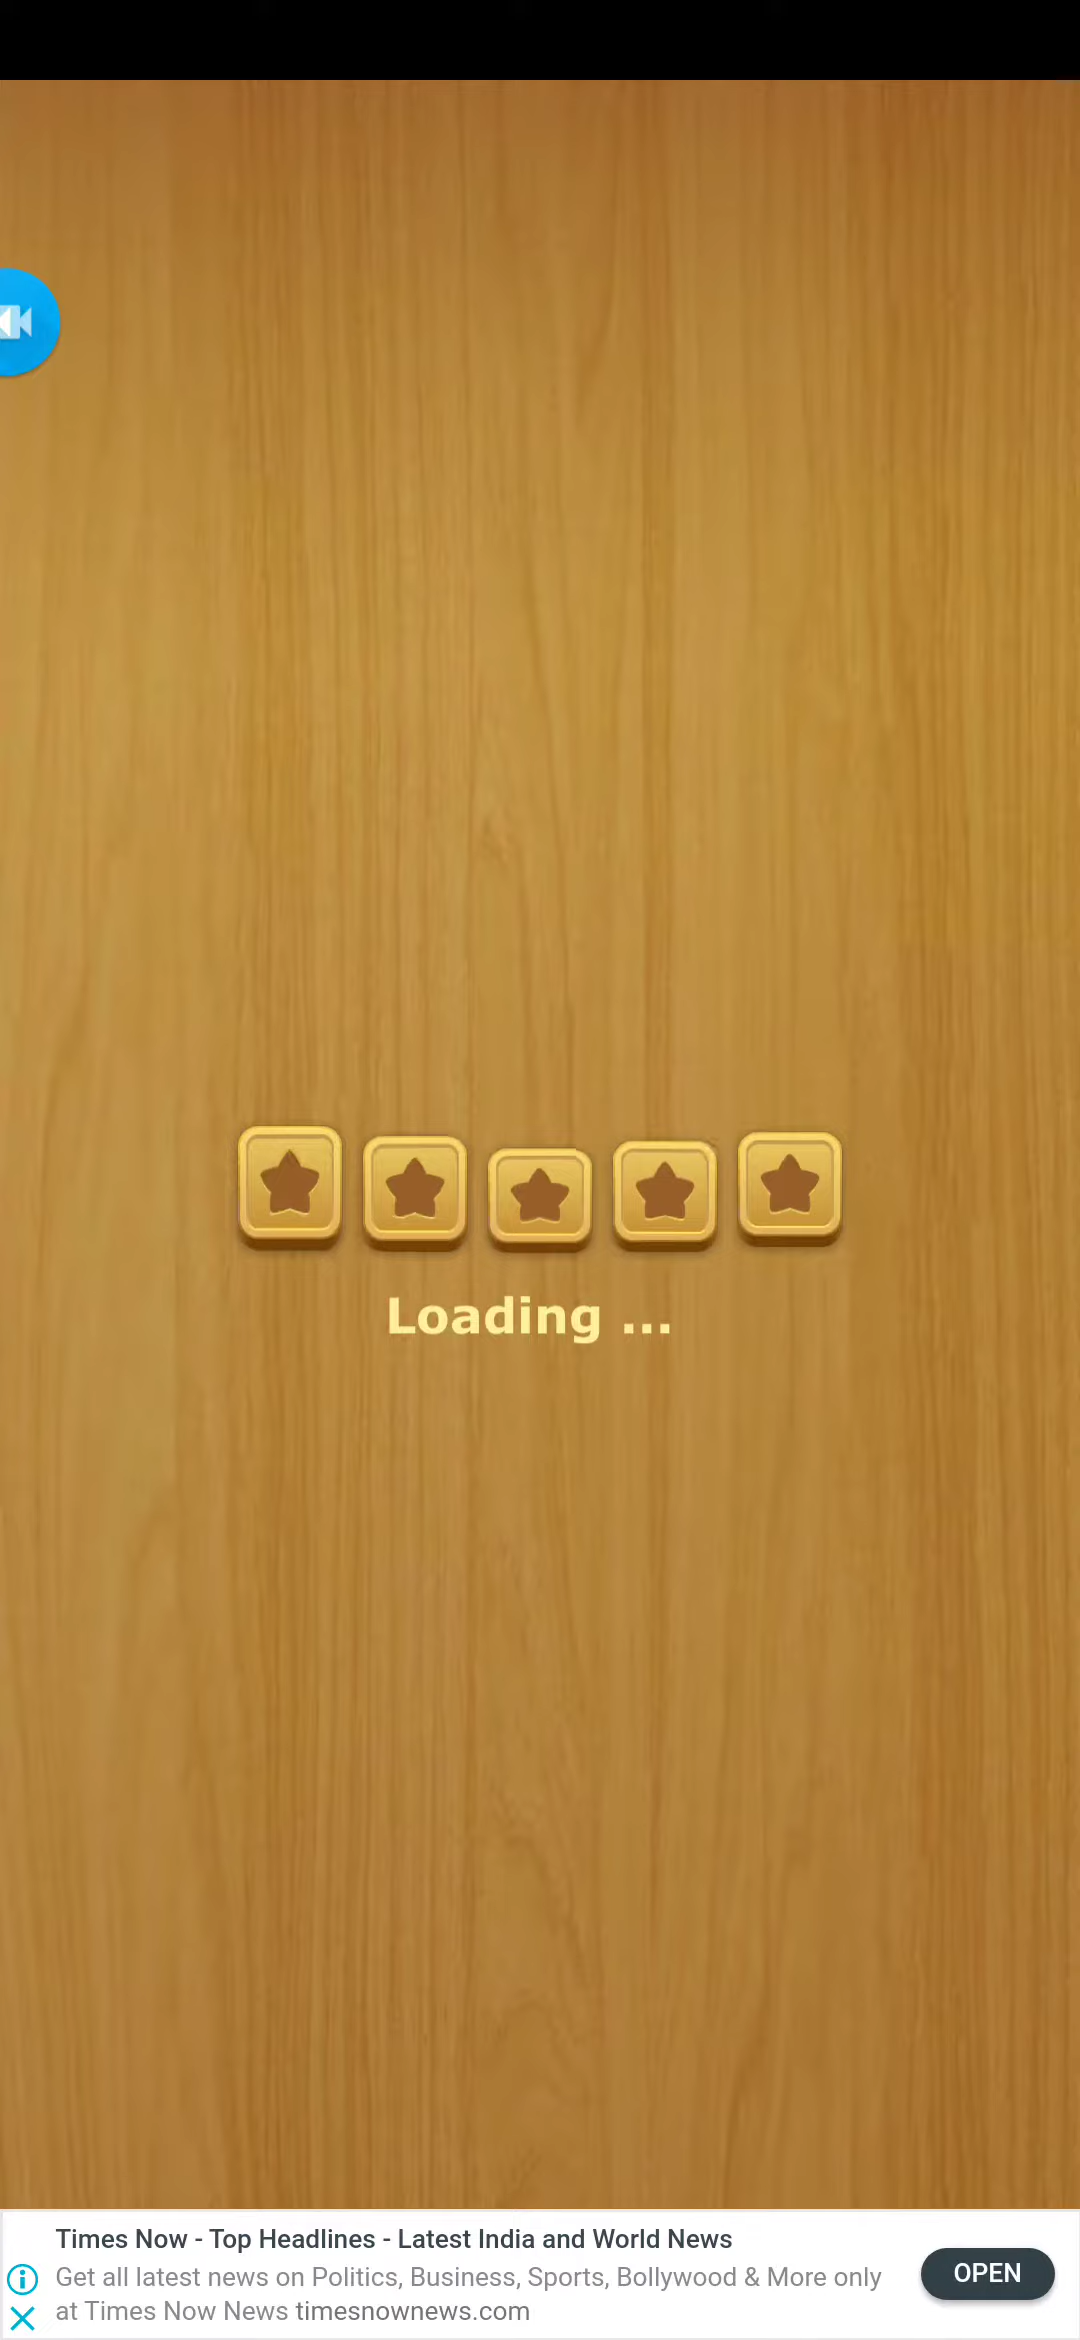 Loading ...
Times Now - Top Headlines - Latest India and World News
Get all latest news on Politics, Business, Sports, Bollywood & More only
at Times Now News timesnownews.com
OPEN